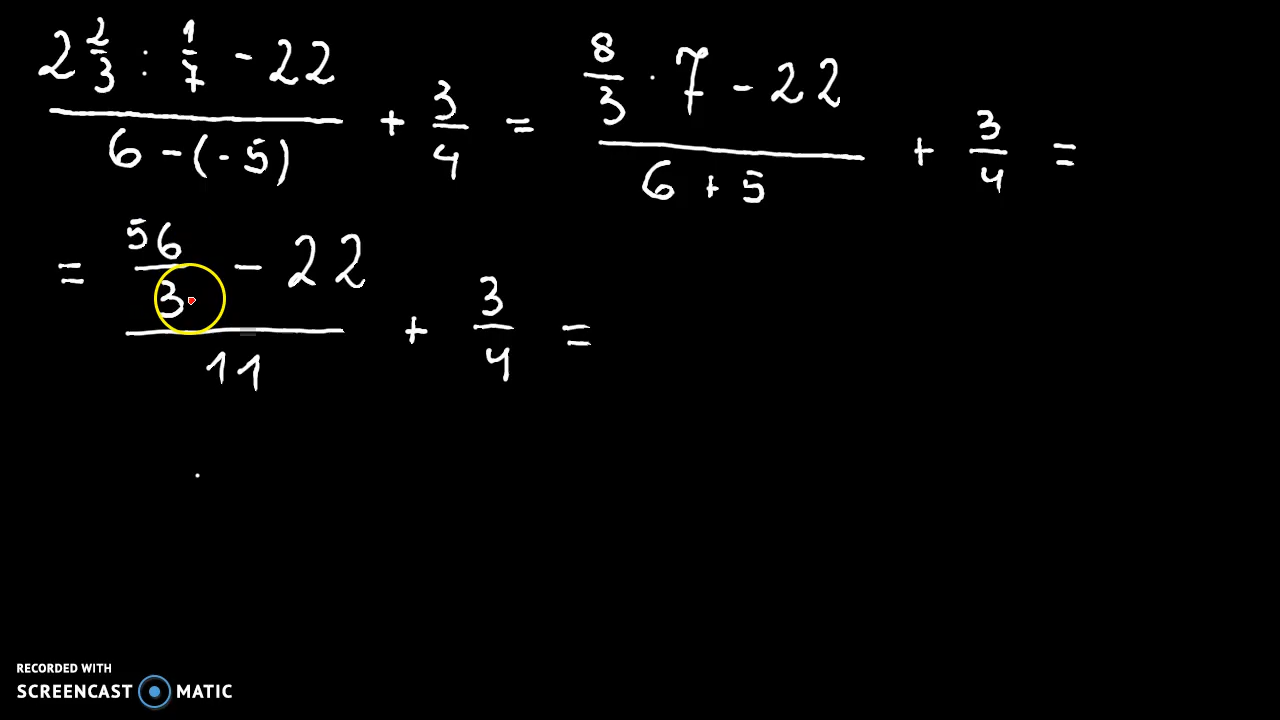 (2 2/3 : 1/7 - 22)/(6 - (-5)) + 3/4 = (8/3 · 7 - 22)/(6 + 5) + 3/4 =
= (56/3 - 22)/11 + 3/4 =
RECORDED WITH
SCREENCAST MATIC